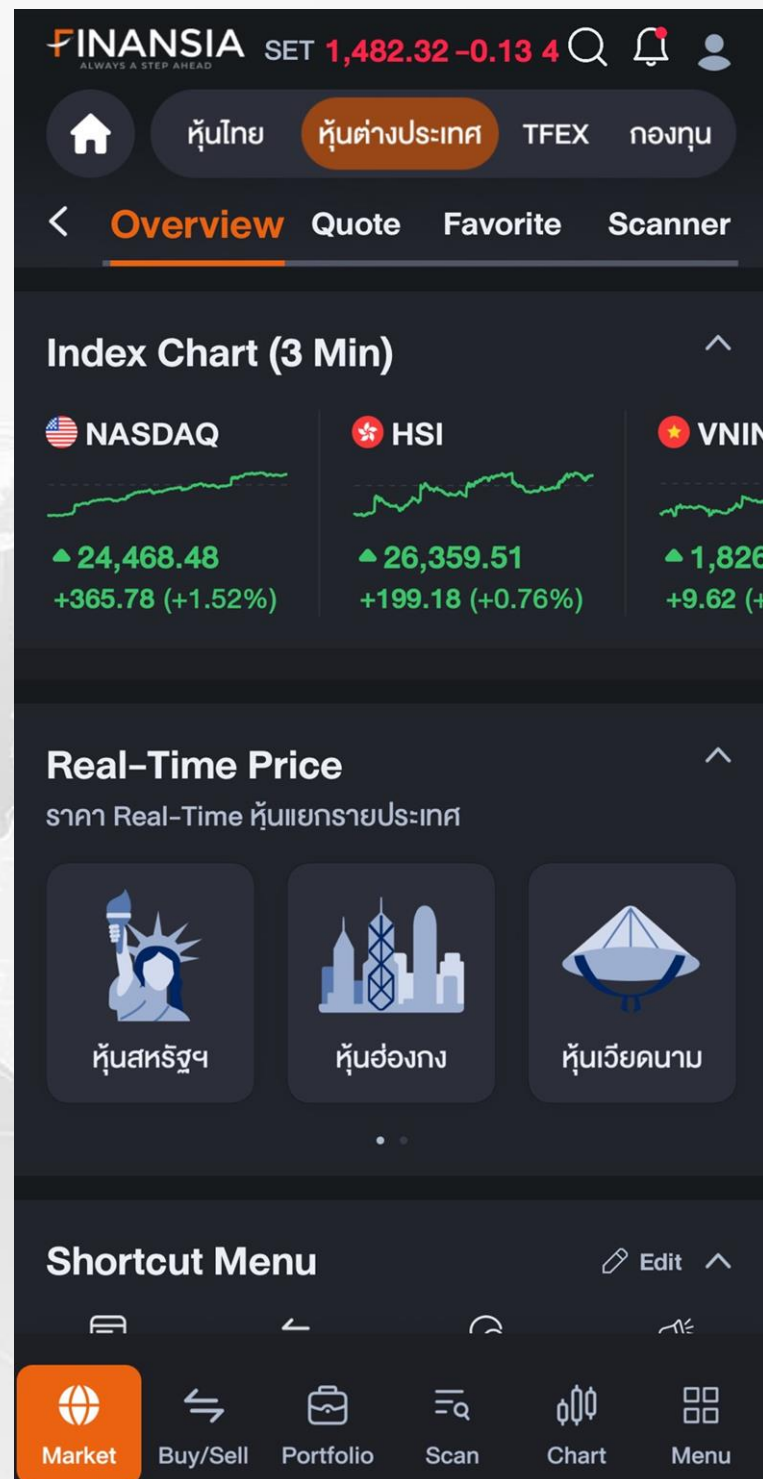 FINANSIA SET 1,482.32 -0.13 4
ALWAYS A STEP AHEAD
หุ้นไทย หุ้นต่างประเทศ TFEX กองทุน
Overview Quote Favorite Scanner
Index Chart (3 Min)
NASDAQ HSI VNIN
24,468.48 26,359.51 1,826
+365.78 (+1.52%) +199.18 (+0.76%) +9.62 (+
Real-Time Price
ราคา Real-Time หุ้นแยกรายประเทศ
หุ้นสหรัฐฯ หุ้นฮ่องกง หุ้นเวียดนาม
Shortcut Menu Edit
Market Buy/Sell Portfolio Scan Chart Menu